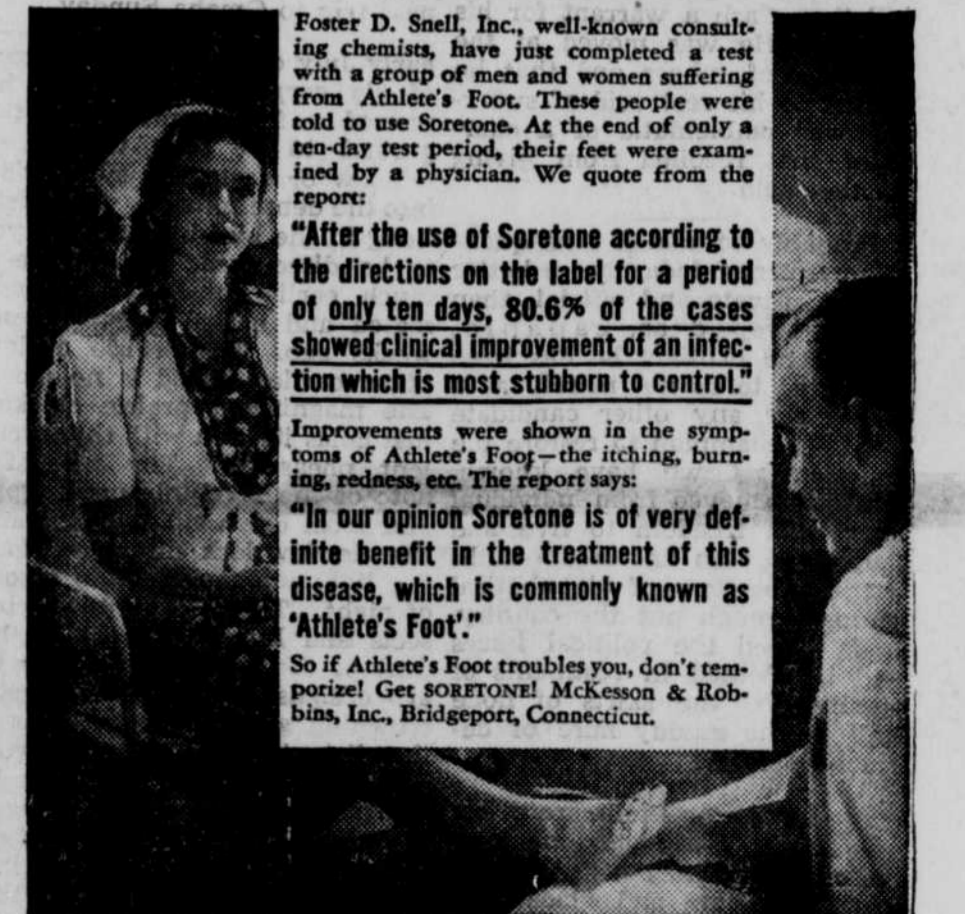 Foster D. Snell, Inc., well-known consult-
ing chemists, have just completed a test
with a group of men and women suffering
from Athlete's Foot. These people were
told to use Soretone. At the end of only a
ten-day test period, their feet were exam-
ined by a physician. We quote from the
report:
"After the use of Soretone according to
the directions on the label for a period
of only ten days, 80.6% of the cases
showed clinical improvement of an infec-
tion which is most stubborn to control."
Improvements were shown in the symp-
toms of Athlete's Foot—the itching, burn-
ing, redness, etc. The report says:
"In our opinion Soretone is of very def-
inite benefit in the treatment of this
disease, which is commonly known as
'Athlete's Foot'."
So if Athlete's Foot troubles you, don't tem-
porize! Get SORETONE! McKesson & Rob-
bins, Inc., Bridgeport, Connecticut.